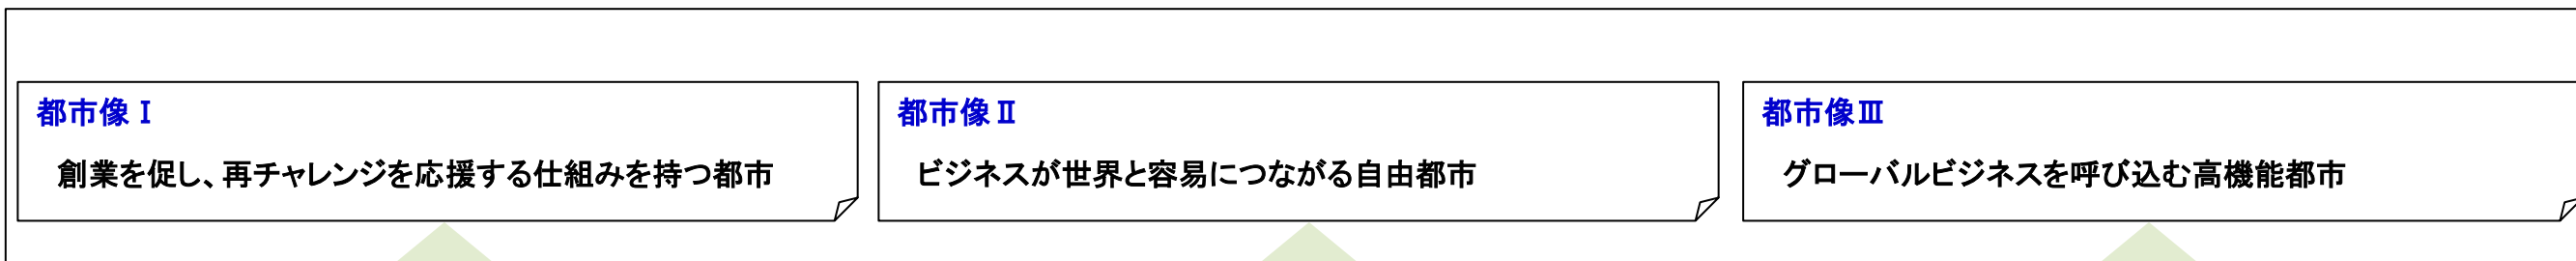 都市像Ⅰ
創業を促し、再チャレンジを応援する仕組みを持つ都市
都市像Ⅱ
ビジネスが世界と容易につながる自由都市
都市像Ⅲ
グローバルビジネスを呼び込む高機能都市